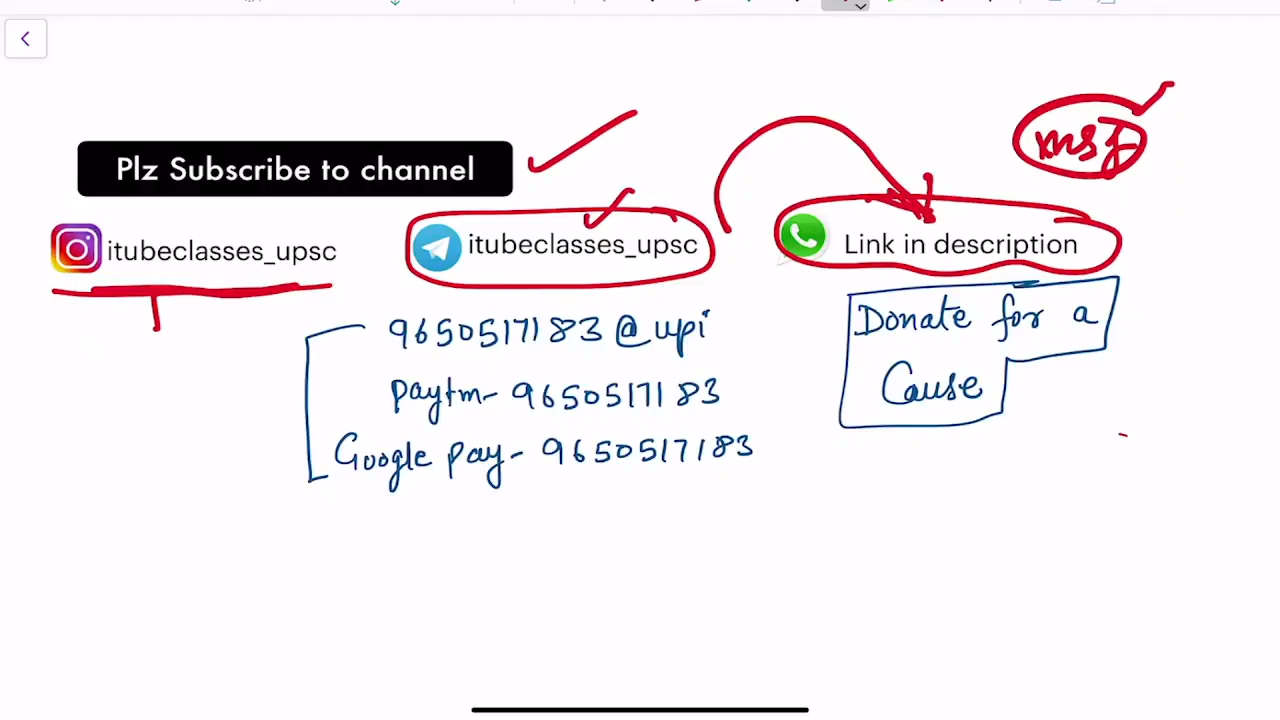 msg
Plz Subscribe to channel
itubeclasses_upsc
itubeclasses_upsc
Link in description
9650517183@upi
Paytm- 9650517183
Google pay- 9650517183
Donate for a
Cause